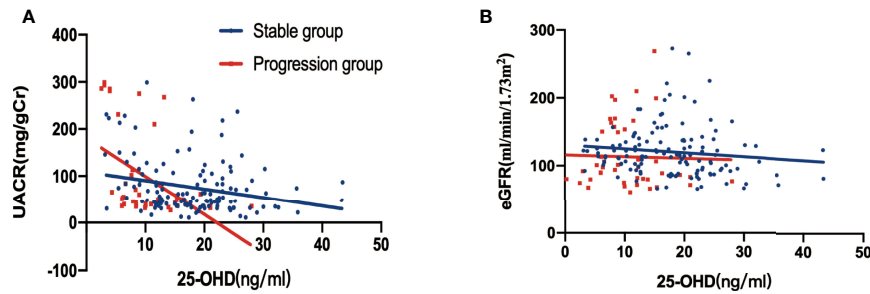 A
400
300
200
100
0
-100
10
20
30
40
50
UACR(mg/gCr)
25-OHD(ng/ml)
Stable group
Progression group
B
300
200
150
100
50
0
10
20
30
40
50
eGFR(ml/min/1.73m²)
25-OHD(ng/ml)